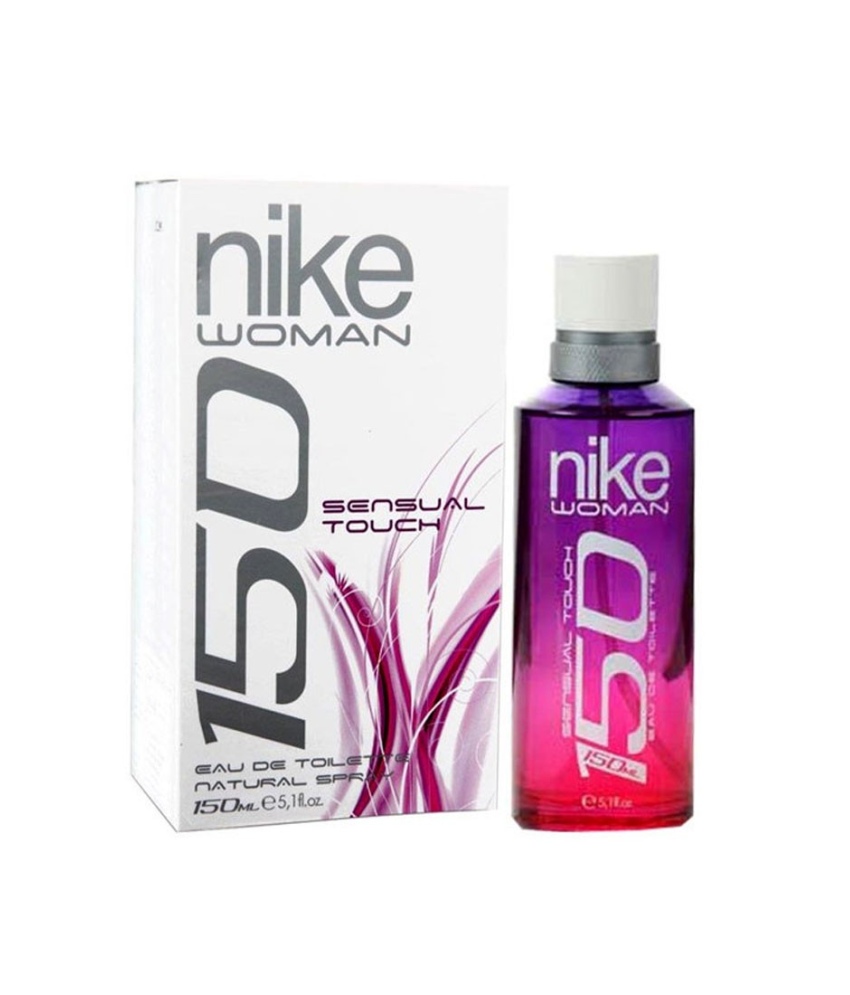 nike
WOMAN
150
SENSUAL
TOUCH
EAU DE TOILETTE
NATURAL SPRAY
150ML e 5,1fl.oz.
nike
WOMAN
SENSUAL TOUCH
150
EAU DE TOILETTE
150ML
e 5,1fl.oz